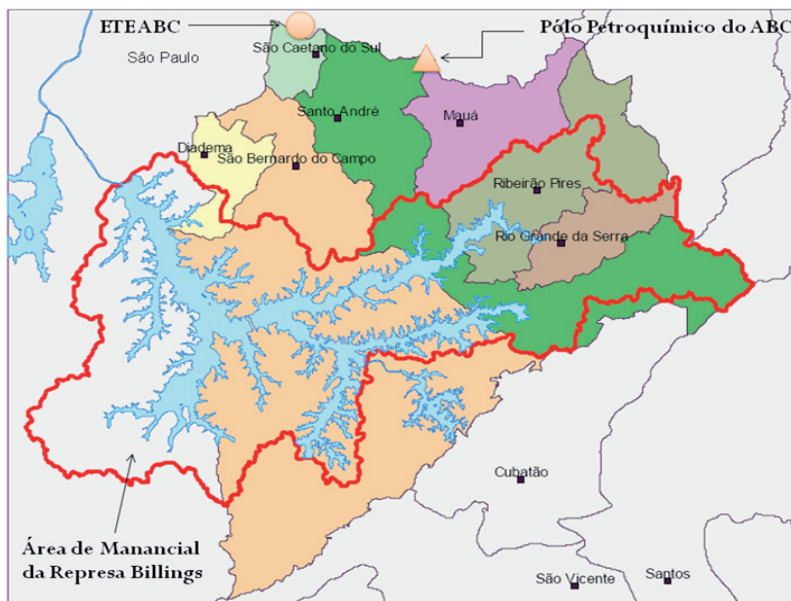 ETEABC
Pólo Petroquímico do ABC
São Paulo
São Caetano do Sul
Santo André
Mauá
Diadema
São Bernardo do Campo
Ribeirão Pires
Rio Grande da Serra
Cubatão
Área de Manancial
da Represa Billings
São Vicente
Santos